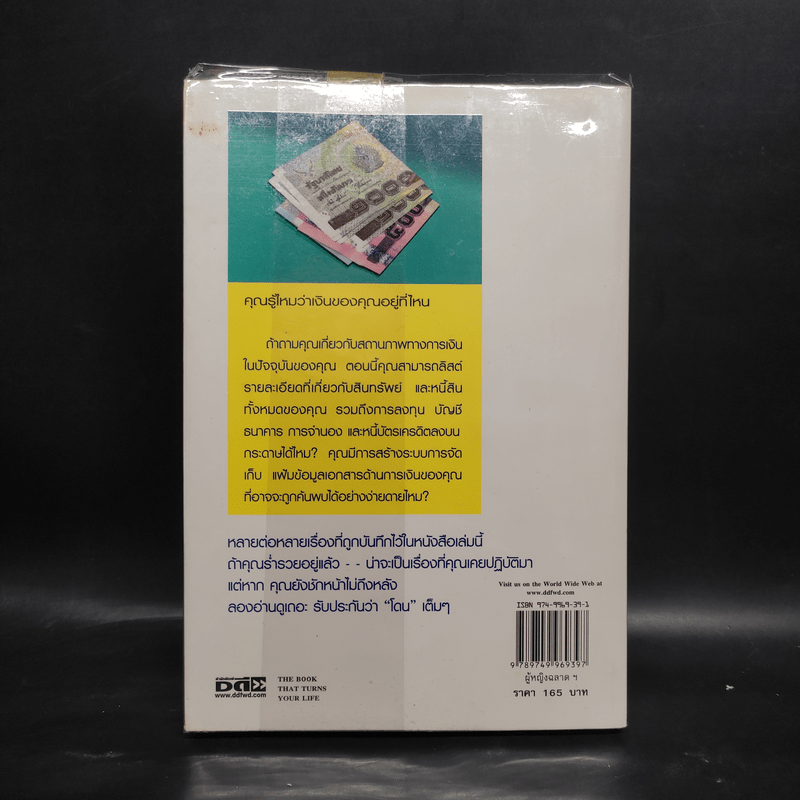 รัฐบาลไทย
๑๐๐๐
๕๐๐
คุณรู้ไหมว่าเงินของคุณอยู่ที่ไหน
ถ้าถามคุณเกี่ยวกับสถานภาพทางการเงิน
ในปัจจุบันของคุณ ตอนนี้คุณสามารถลิสต์
รายละเอียดที่เกี่ยวกับสินทรัพย์ และหนี้สิน
ทั้งหมดของคุณ รวมถึงการลงทุน บัญชี
ธนาคาร การจำนอง และหนี้บัตรเครดิตลงบน
กระดาษได้ไหม? คุณมีการสร้างระบบการจัด
เก็บ แฟ้มข้อมูลเอกสารด้านการเงินของคุณ
ที่อาจจะถูกค้นพบได้อย่างง่ายดายไหม?
หลายต่อหลายเรื่องที่ถูกบันทึกไว้ในหนังสือเล่มนี้
ถ้าคุณร่ำรวยอยู่แล้ว - - น่าจะเป็นเรื่องที่คุณเคยปฏิบัติมา
แต่หาก คุณยังชักหน้าไม่ถึงหลัง
ลองอ่านดูเถอะ รับประกันว่า “โดน” เต็มๆ
Visit us on the World Wide Web at
www.ddfwd.com
ISBN 974-9969-39-1
9 789749 969397
ผู้หญิงฉลาด ฯ
ราคา 165 บาท
ดีดี
www.ddfwd.com
THE BOOK
THAT TURNS
YOUR LIFE